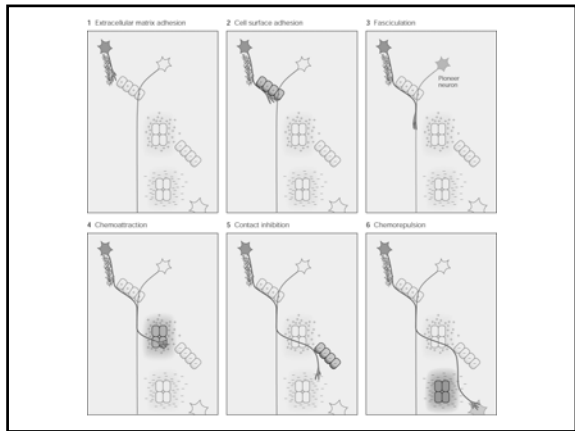 1 Extracellular matrix adhesion
2 Cell surface adhesion
3 Fasciculation
Pioneer
neuron
4 Chemoattraction
5 Contact inhibition
6 Chemorepulsion